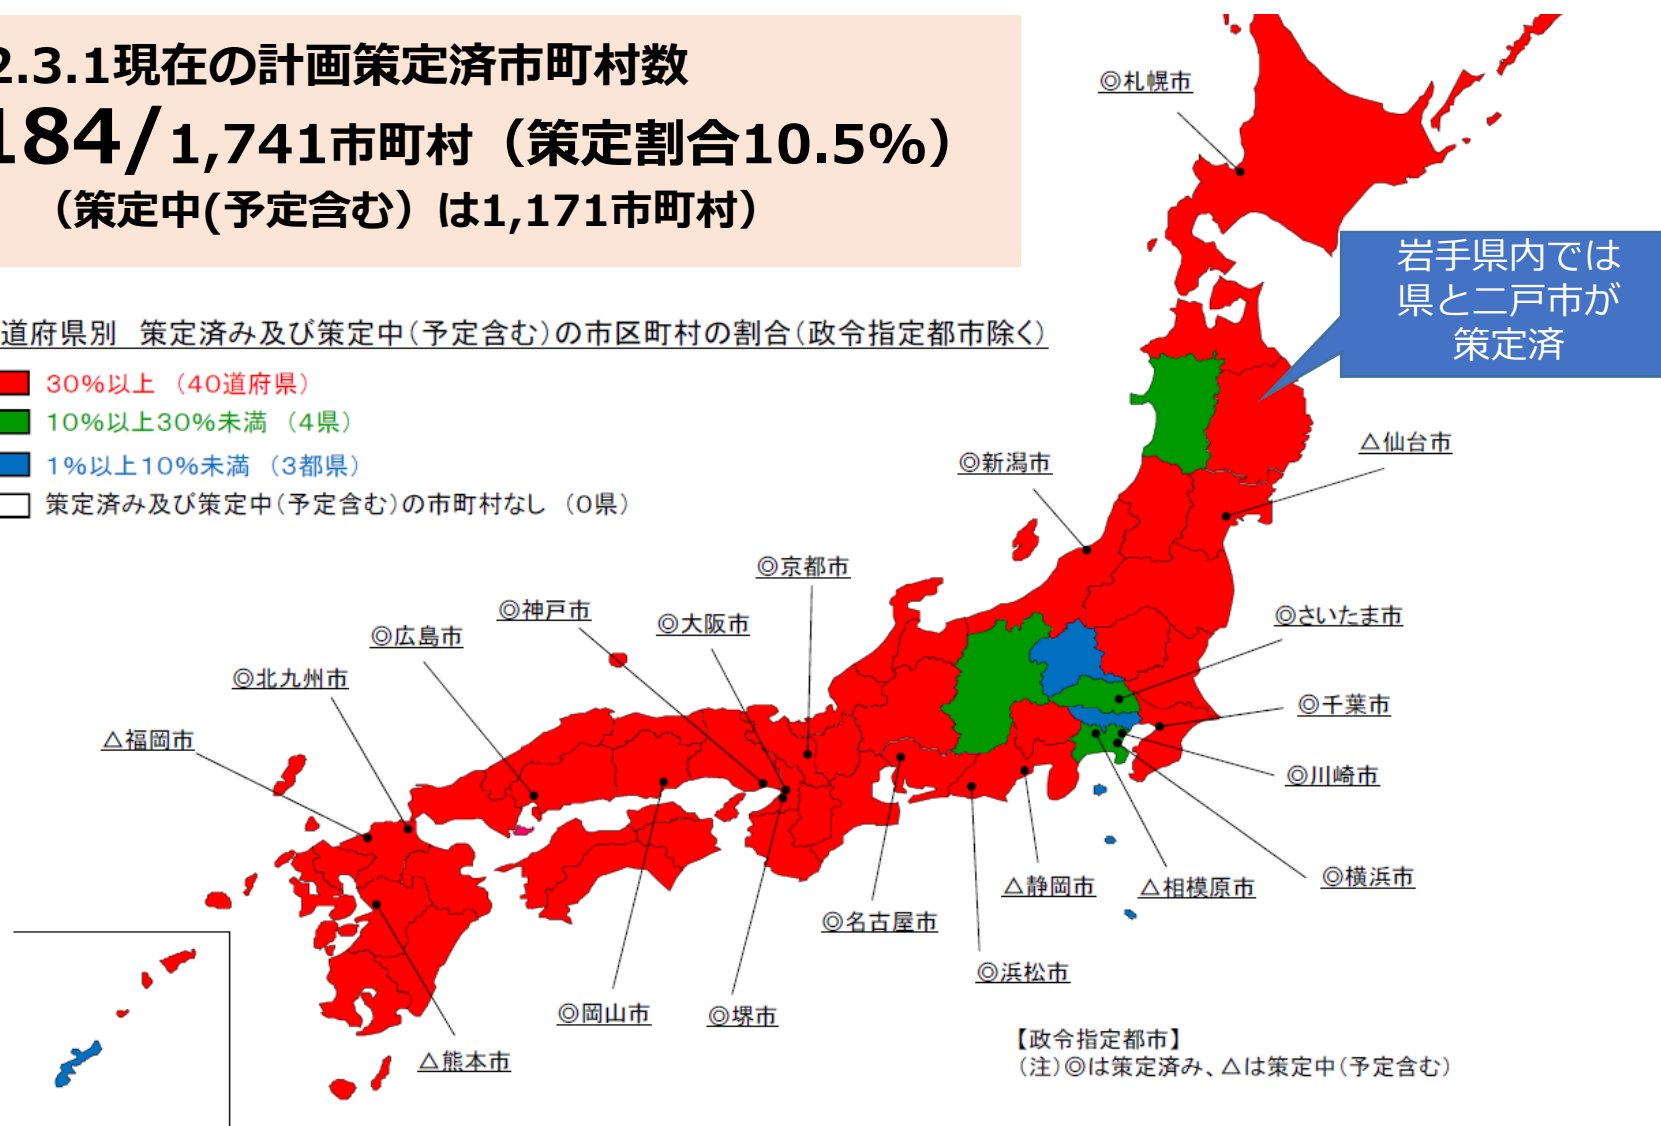 2.3.1現在の計画策定済市町村数
184/1,741市町村（策定割合10.5%）
（策定中(予定含む）は1,171市町村）
道府県別　策定済み及び策定中(予定含む)の市区町村の割合(政令指定都市除く)
30%以上 （40道府県）
10%以上30%未満 （4県）
1%以上10%未満 （3都県）
策定済み及び策定中(予定含む)の市町村なし （0県）
◎札幌市
岩手県内では
県と二戸市が
策定済
△仙台市
◎新潟市
◎京都市
◎神戸市
◎大阪市
◎さいたま市
◎広島市
◎北九州市
◎千葉市
△福岡市
◎川崎市
◎横浜市
△静岡市
△相模原市
◎名古屋市
◎浜松市
◎岡山市
◎堺市
△熊本市
【政令指定都市】
(注)◎は策定済み、△は策定中(予定含む)